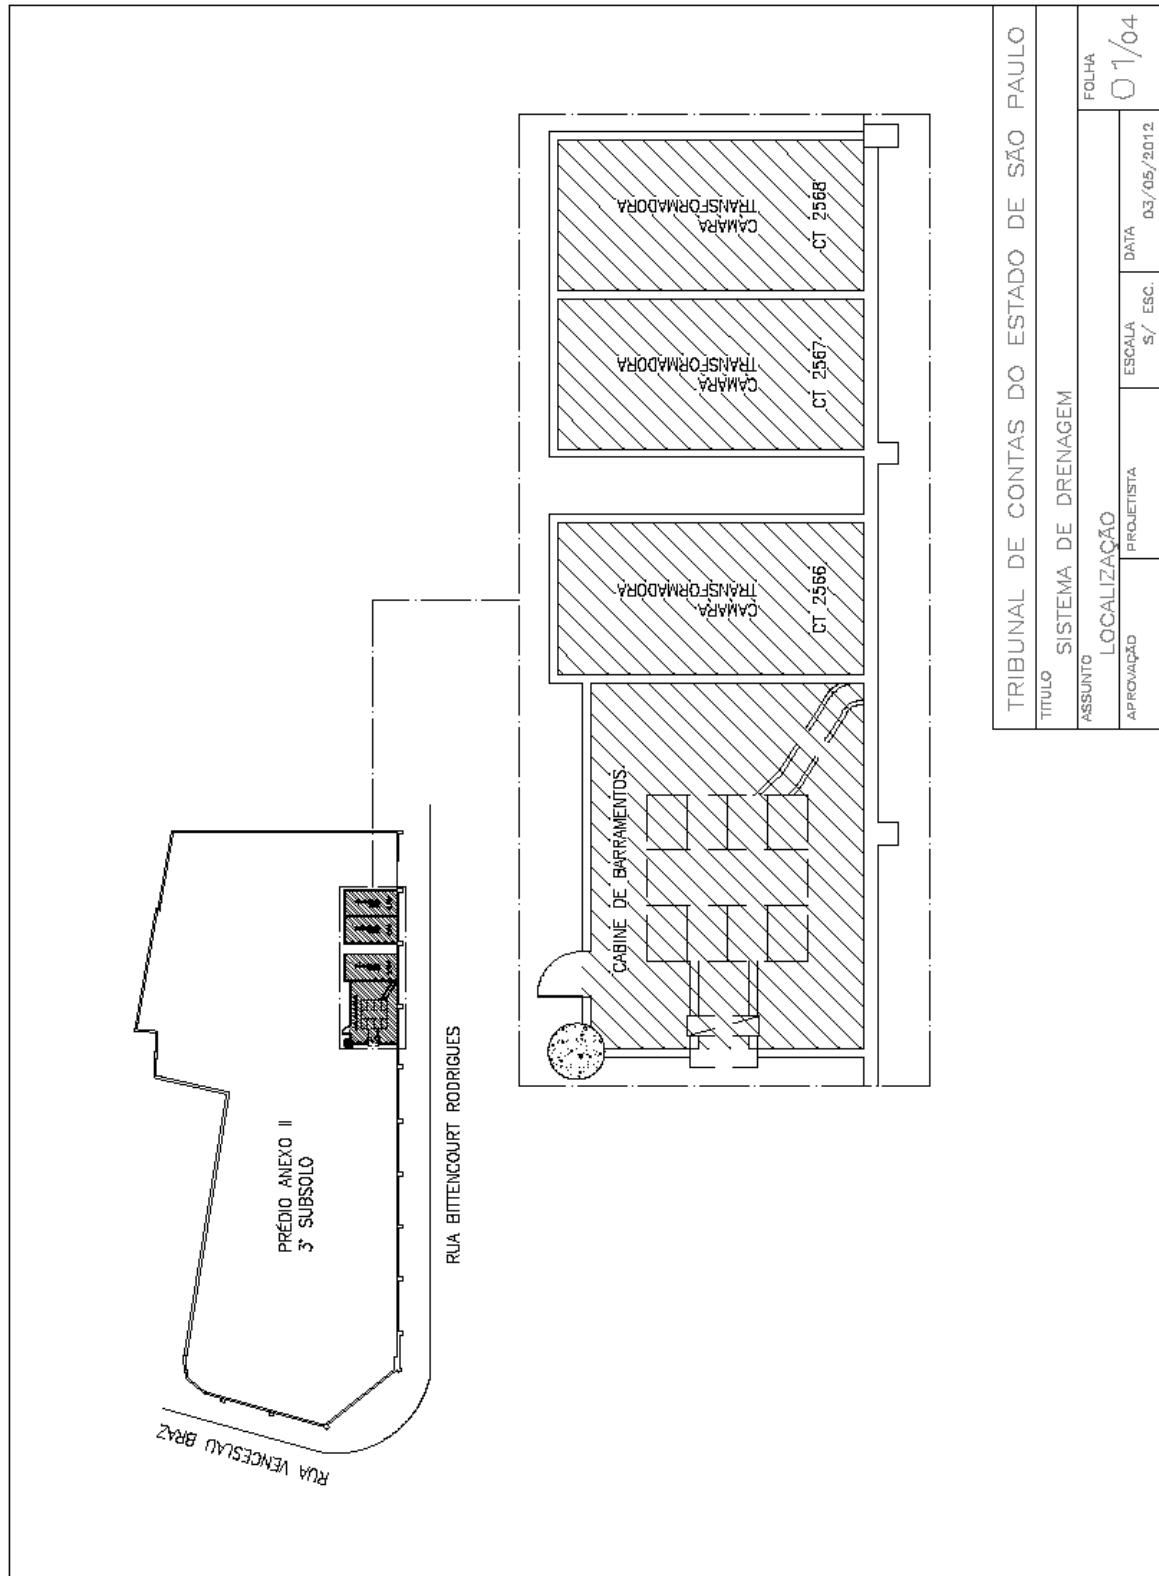 RUA VENCESLAU BRAZ
PRÉDIO ANEXO II
3° SUBSOLO
RUA BITTENCOURT RODRIGUES
CABINE DE BARRAMENTOS
CÂMARA
TRANSFORMADORA
CT 2566
CÂMARA
TRANSFORMADORA
CT 2567
CÂMARA
TRANSFORMADORA
CT 2568
TRIBUNAL DE CONTAS DO ESTADO DE SÃO PAULO
TITULO
SISTEMA DE DRENAGEM
ASSUNTO
LOCALIZAÇÃO
FOLHA
01/04
APROVAÇÃO
PROJETISTA
ESCALA
S/ ESC.
DATA
03/05/2012